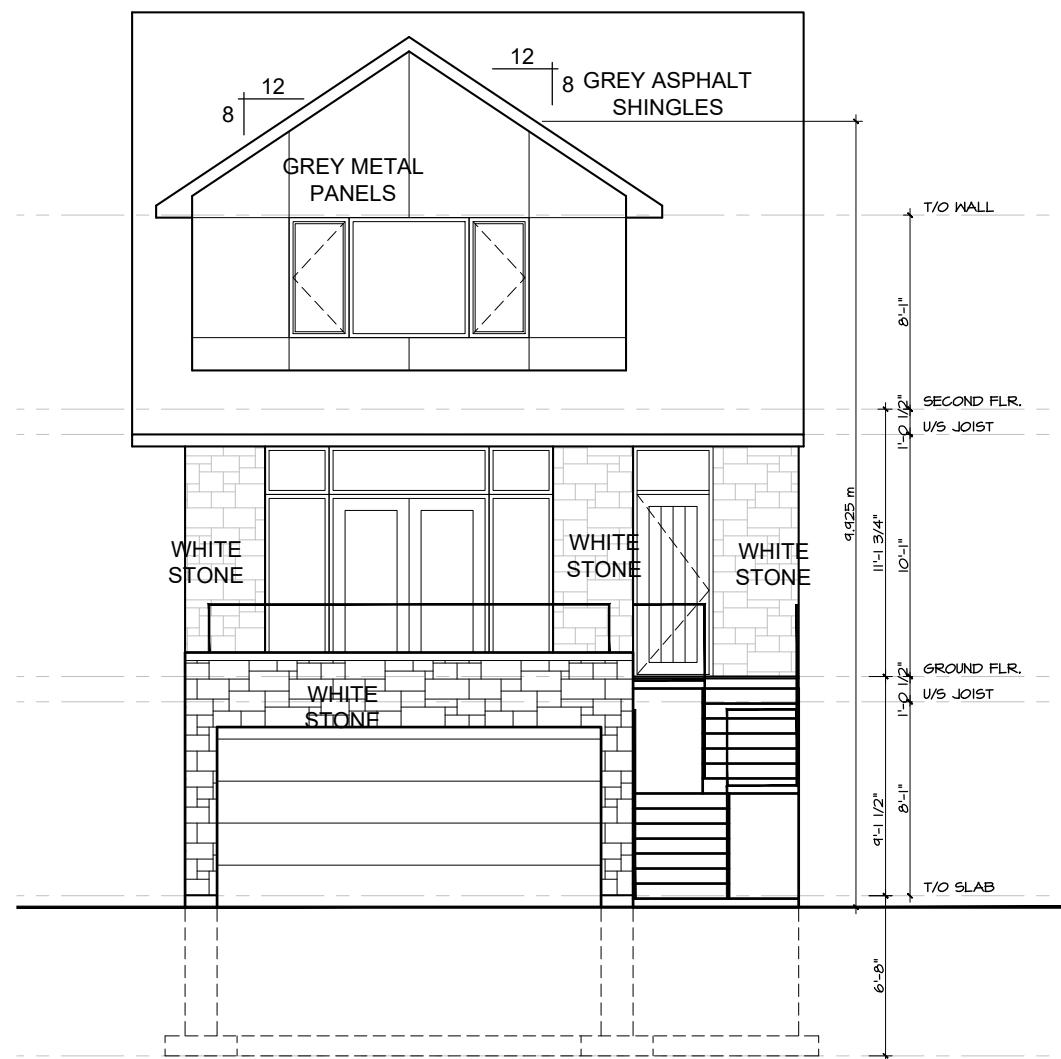 12
8
12
8
GREY ASPHALT
SHINGLES
GREY METAL
PANELS
T/O WALL
8'-1"
SECOND FLR.
1'-0 1/2"
U/S JOIST
9.925 m
11'-1 3/4"
10'-1"
WHITE
STONE
WHITE
STONE
WHITE
STONE
GROUND FLR.
1'-0 1/2"
U/S JOIST
WHITE
STONE
9'-1 1/2"
8'-1"
T/O SLAB
6'-8"